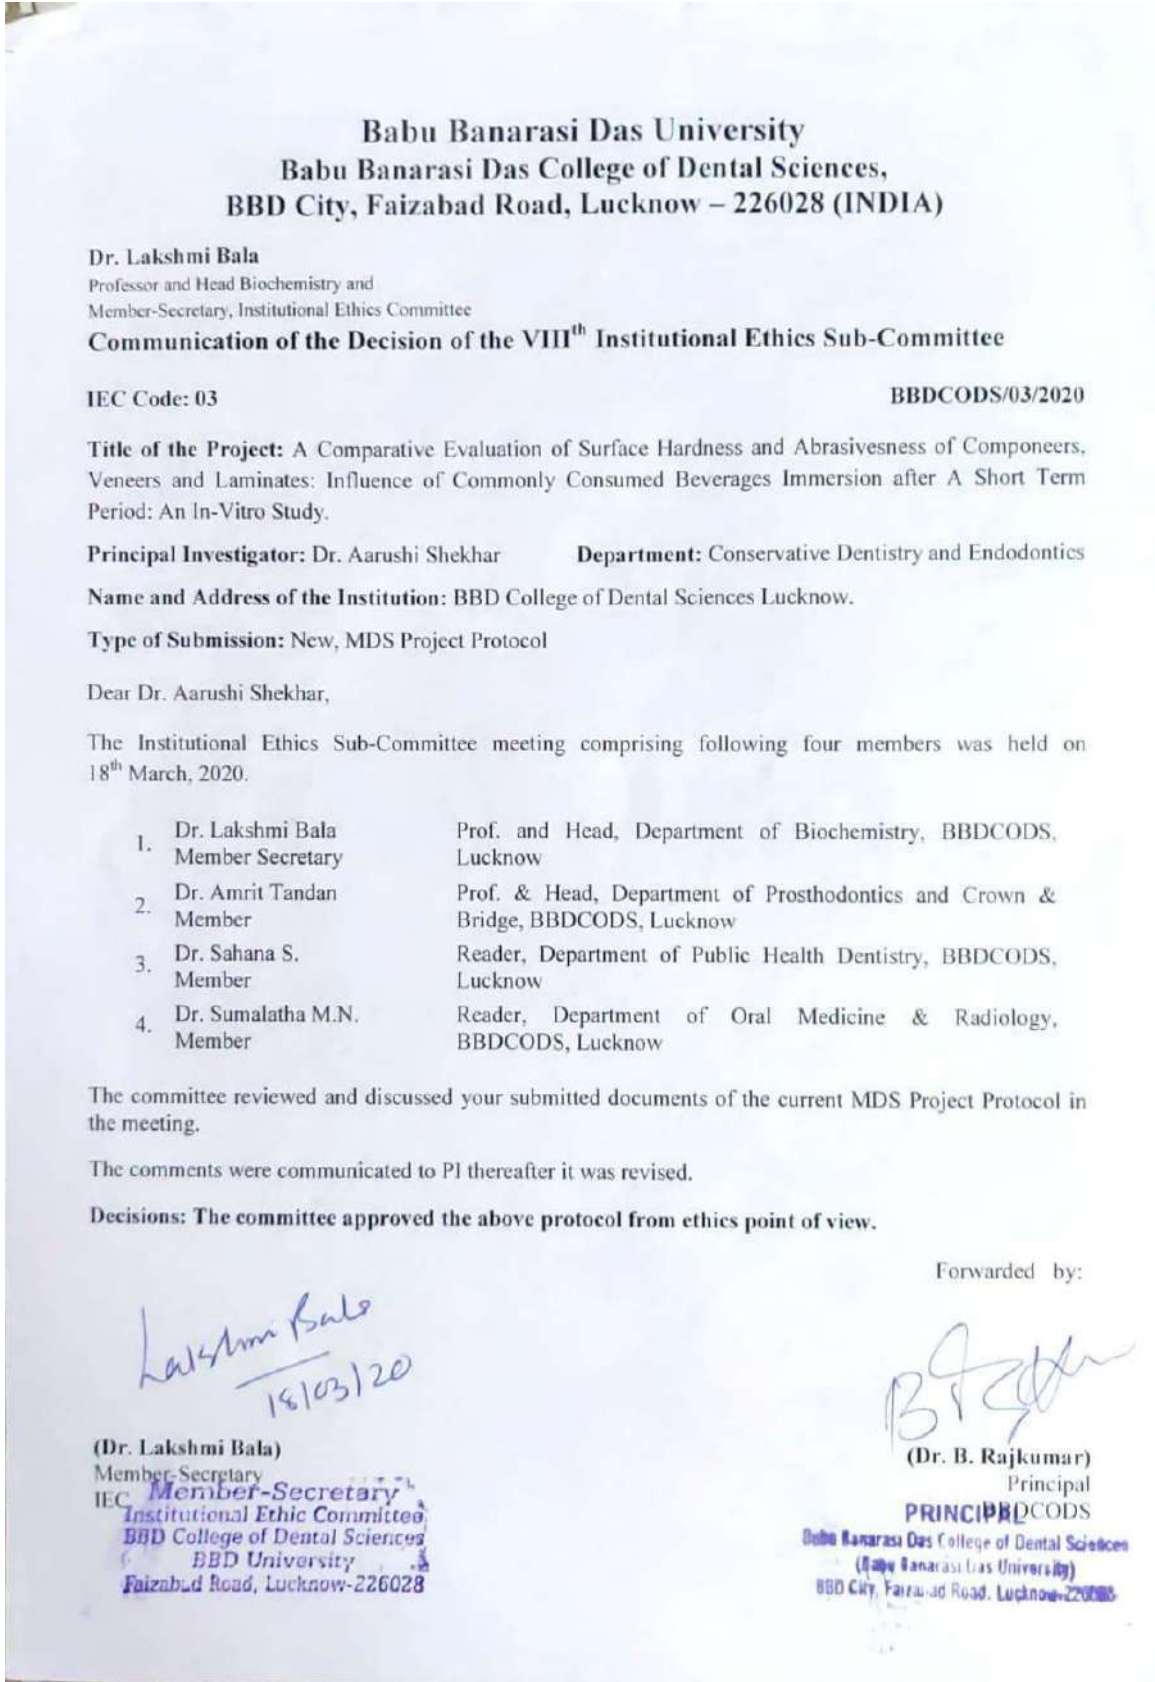 Babu Banarasi Das University
Babu Banarasi Das College of Dental Sciences,
BBD City, Faizabad Road, Lucknow – 226028 (INDIA)
Dr. Lakshmi Bala
Professor and Head Biochemistry and
Member-Secretary, Institutional Ethics Committee
Communication of the Decision of the VIIIth Institutional Ethics Sub-Committee
IEC Code: 03 BBDCODS/03/2020
Title of the Project: A Comparative Evaluation of Surface Hardness and Abrasivesness of Componeers,
Veneers and Laminates: Influence of Commonly Consumed Beverages Immersion after A Short Term
Period: An In-Vitro Study.
Principal Investigator: Dr. Aarushi Shekhar Department: Conservative Dentistry and Endodontics
Name and Address of the Institution: BBD College of Dental Sciences Lucknow.
Type of Submission: New, MDS Project Protocol
Dear Dr. Aarushi Shekhar,
The Institutional Ethics Sub-Committee meeting comprising following four members was held on
18th March, 2020.
1. Dr. Lakshmi Bala Prof. and Head, Department of Biochemistry, BBDCODS,
Member Secretary Lucknow
2. Dr. Amrit Tandan Prof. & Head, Department of Prosthodontics and Crown &
Member Bridge, BBDCODS, Lucknow
3. Dr. Sahana S. Reader, Department of Public Health Dentistry, BBDCODS,
Member Lucknow
4. Dr. Sumalatha M.N. Reader, Department of Oral Medicine & Radiology,
Member BBDCODS, Lucknow
The committee reviewed and discussed your submitted documents of the current MDS Project Protocol in
the meeting.
The comments were communicated to PI thereafter it was revised.
Decisions: The committee approved the above protocol from ethics point of view.
Forwarded by:
Lakshmi Bala
18/03/20
(Dr. Lakshmi Bala)
Member-Secretary
IEC
Member-Secretary
Institutional Ethic Committee
BBD College of Dental Sciences
BBD University
Faizabad Road, Lucknow-226028
(Dr. B. Rajkumar)
Principal
BBDCODS
PRINCIPAL
Babu Banarasi Das College of Dental Sciences
(Babu Banarasi Das University)
BBD City, Faizabad Road, Lucknow-226028